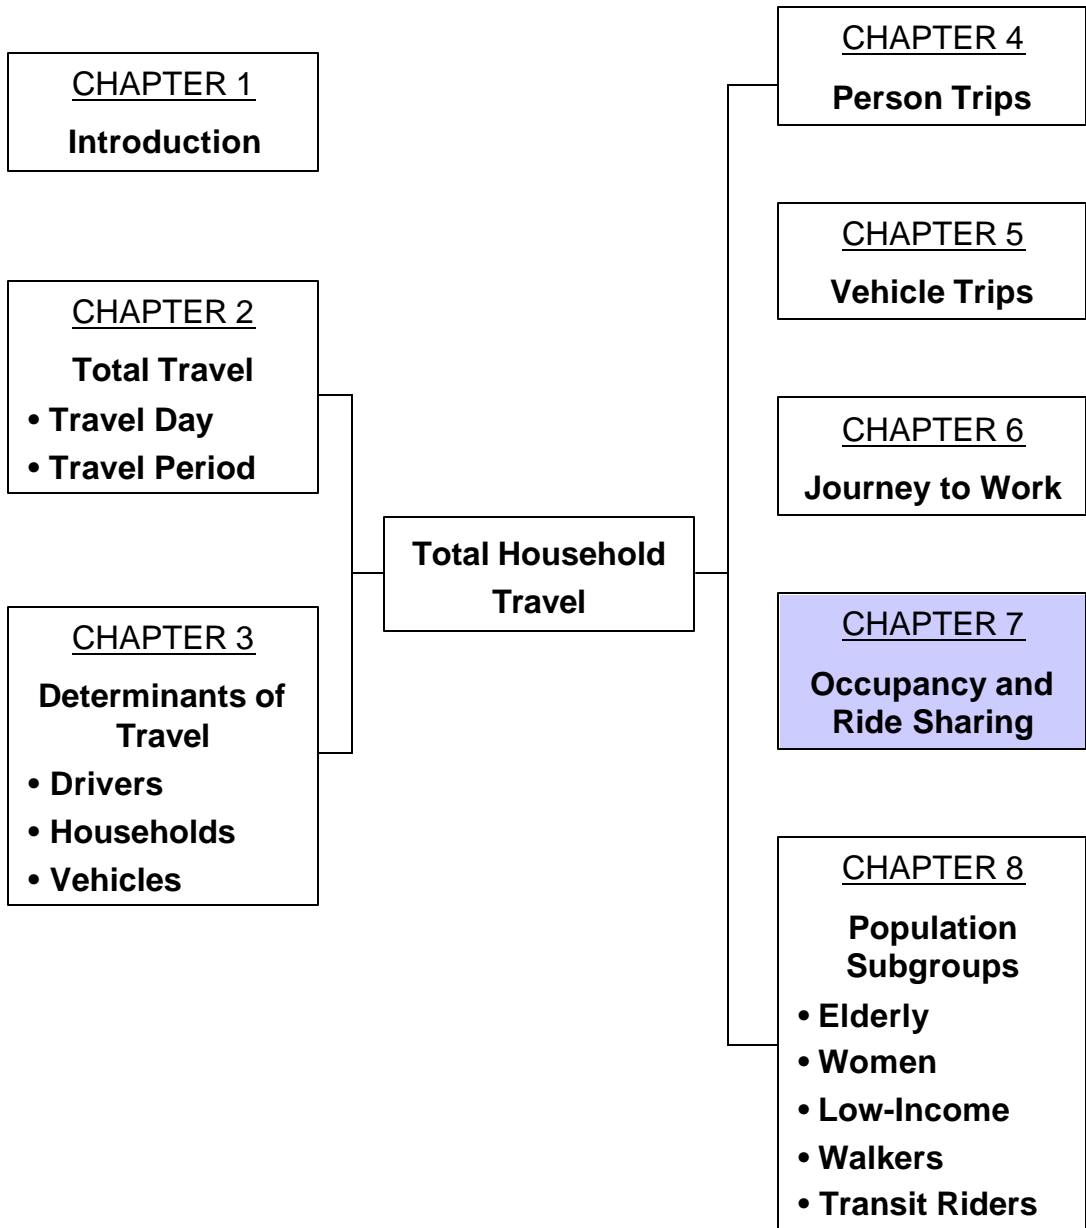 CHAPTER 1
Introduction
CHAPTER 2
Total Travel
• Travel Day
• Travel Period
CHAPTER 3
Determinants of
Travel
• Drivers
• Households
• Vehicles
Total Household
Travel
CHAPTER 4
Person Trips
CHAPTER 5
Vehicle Trips
CHAPTER 6
Journey to Work
CHAPTER 7
Occupancy and
Ride Sharing
CHAPTER 8
Population
Subgroups
• Elderly
• Women
• Low-Income
• Walkers
• Transit Riders